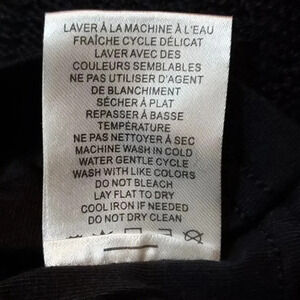 LAVER À LA MACHINE À L'EAU
FRAÎCHE CYCLE DÉLICAT
LAVER AVEC DES
COULEURS SEMBLABLES
NE PAS UTILISER D'AGENT
DE BLANCHIMENT
SÉCHER À PLAT
REPASSER À BASSE
TEMPÉRATURE
NE PAS NETTOYER À SEC
MACHINE WASH IN COLD
WATER GENTLE CYCLE
WASH WITH LIKE COLORS
DO NOT BLEACH
LAY FLAT TO DRY
COOL IRON IF NEEDED
DO NOT DRY CLEAN